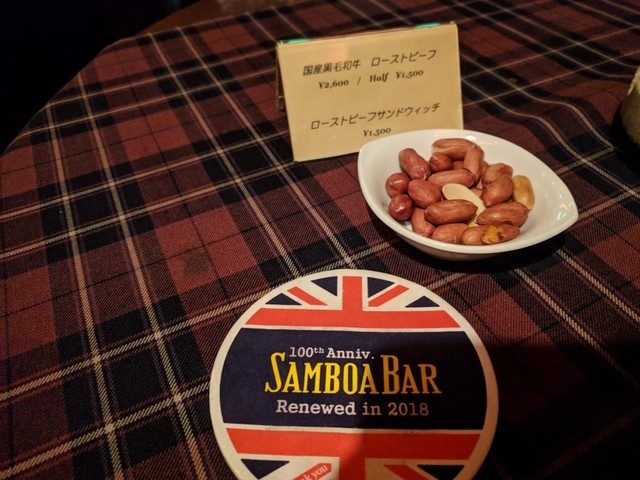 国産黒毛和牛 ローストビーフ
¥2,600 / Half ¥1,500
ローストビーフサンドウィッチ
¥1,500
100th Anniv.
SAMBOA BAR
Renewed in 2018
you